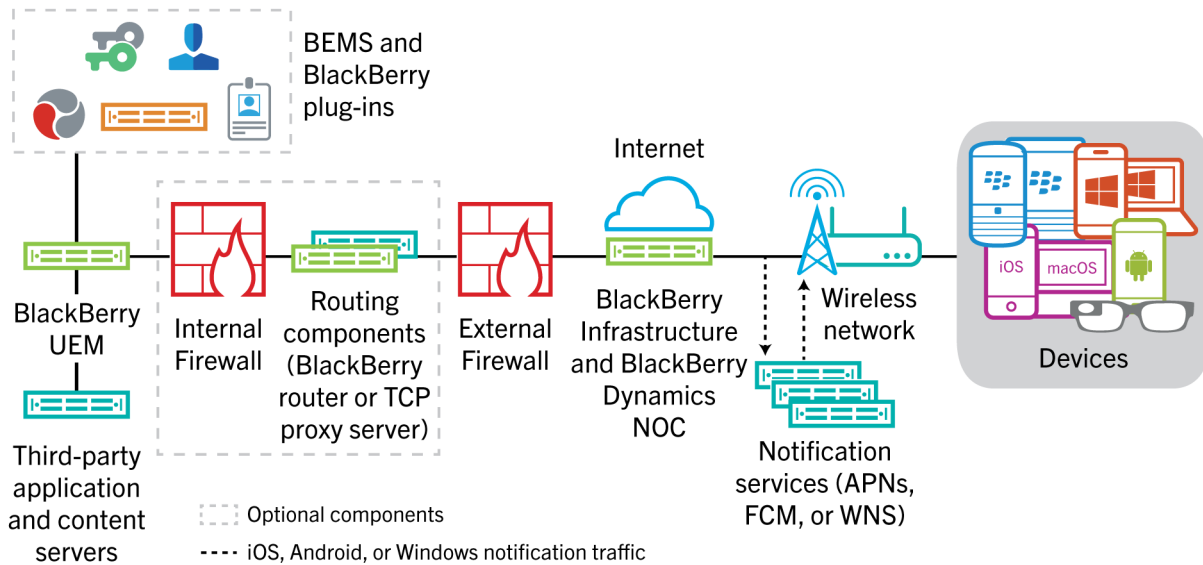 BEMS and
BlackBerry
plug-ins
Internet
iOS
macOS
BlackBerry
UEM
Internal
Firewall
Routing
components
(BlackBerry
router or TCP
proxy server)
External
Firewall
BlackBerry
Infrastructure
and BlackBerry
Dynamics
NOC
Wireless
network
Devices
Third-party
application
and content
servers
Notification
services (APNs,
FCM, or WNS)
Optional components
iOS, Android, or Windows notification traffic